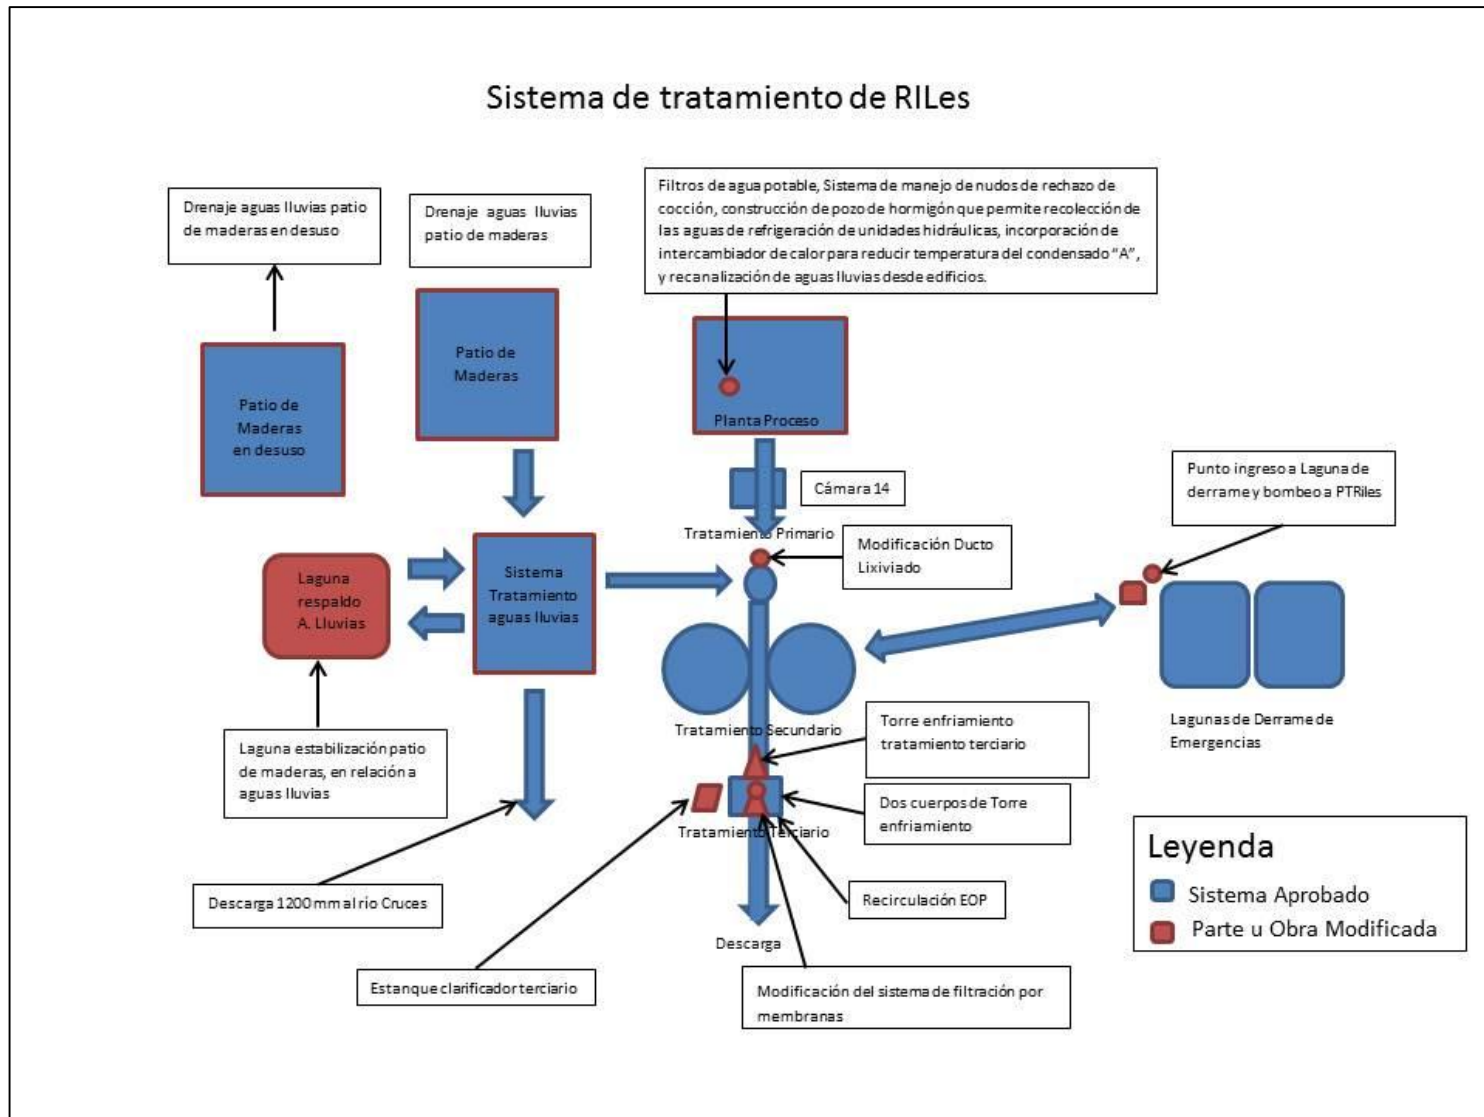 Sistema de tratamiento de RILes
Drenaje aguas lluvias patio
de maderas en desuso
Drenaje aguas lluvias
patio de maderas
Filtros de agua potable, Sistema de manejo de nudos de rechazo de
cocción, construcción de pozo de hormigón que permite recolección de
las aguas de refrigeración de unidades hidráulicas, incorporación de
intercambiador de calor para reducir temperatura del condensado "A",
y recanalización de aguas lluvias desde edificios.
Patio de
Maderas
en desuso
Patio de
Maderas
Planta Proceso
Cámara 14
Punto ingreso a Laguna de
derrame y bombeo a PTRiles
Tratamiento Primario
Modificación Ducto
Lixiviado
Laguna
respaldo
A. Lluvias
Sistema
Tratamiento
aguas lluvias
Tratamiento Secundario
Torre enfriamiento
tratamiento terciario
Lagunas de Derrame de
Emergencias
Laguna estabilización patio
de maderas, en relación a
aguas lluvias
Dos cuerpos de Torre
enfriamiento
Tratamiento Terciario
Descarga 1200 mm al río Cruces
Recirculación EOP
Descarga
Estanque clarificador terciario
Modificación del sistema de filtración por
membranas
Leyenda
Sistema Aprobado
Parte u Obra Modificada